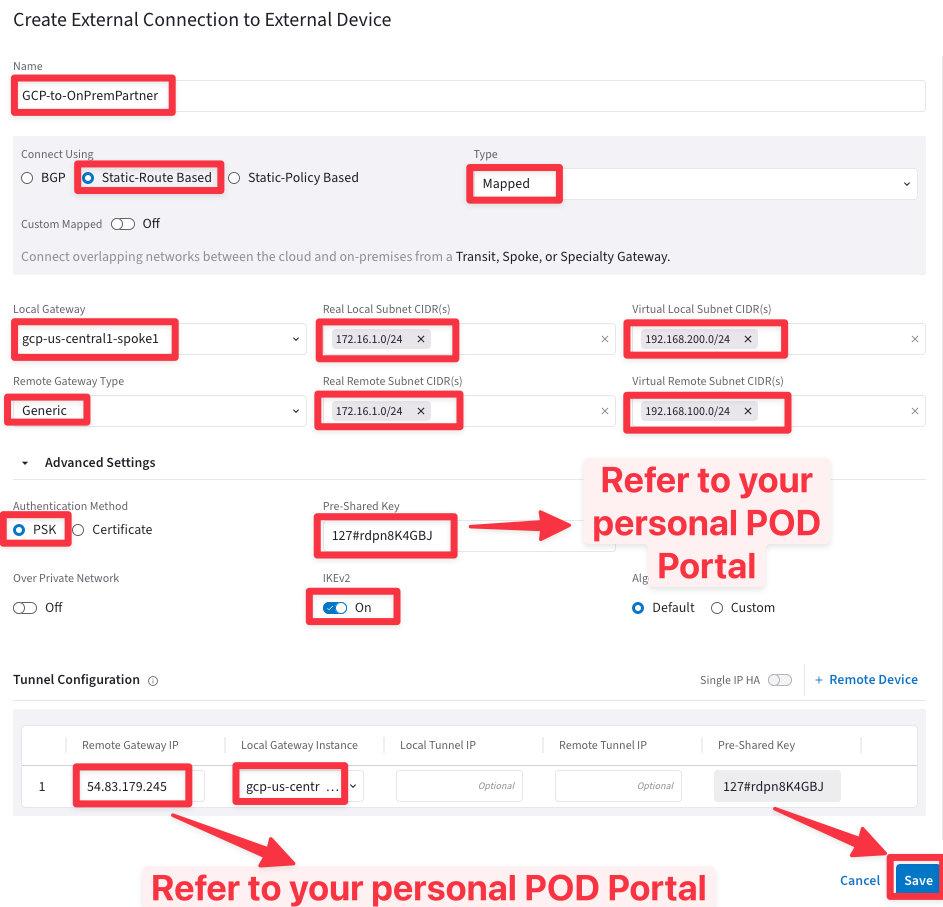 Create External Connection to External Device
Name
GCP-to-OnPremPartner
Connect Using
Type
BGP Static-Route Based Static-Policy Based
Mapped
Custom Mapped Off
Connect overlapping networks between the cloud and on-premises from a Transit, Spoke, or Specialty Gateway.
Local Gateway Real Local Subnet CIDR(s) Virtual Local Subnet CIDR(s)
gcp-us-central1-spoke1 172.16.1.0/24 192.168.200.0/24
Remote Gateway Type Real Remote Subnet CIDR(s) Virtual Remote Subnet CIDR(s)
Generic 172.16.1.0/24 192.168.100.0/24
Advanced Settings
Refer to your
personal POD
Portal
Authentication Method Pre-Shared Key
PSK Certificate 127#rdpn8K4GBJ
Over Private Network IKEv2
Off On Default Custom
Tunnel Configuration Single IP HA + Remote Device
Remote Gateway IP Local Gateway Instance Local Tunnel IP Remote Tunnel IP Pre-Shared Key
1 54.83.179.245 gcp-us-centr ... Optional Optional 127#rdpn8K4GBJ
Refer to your personal POD Portal
Cancel Save